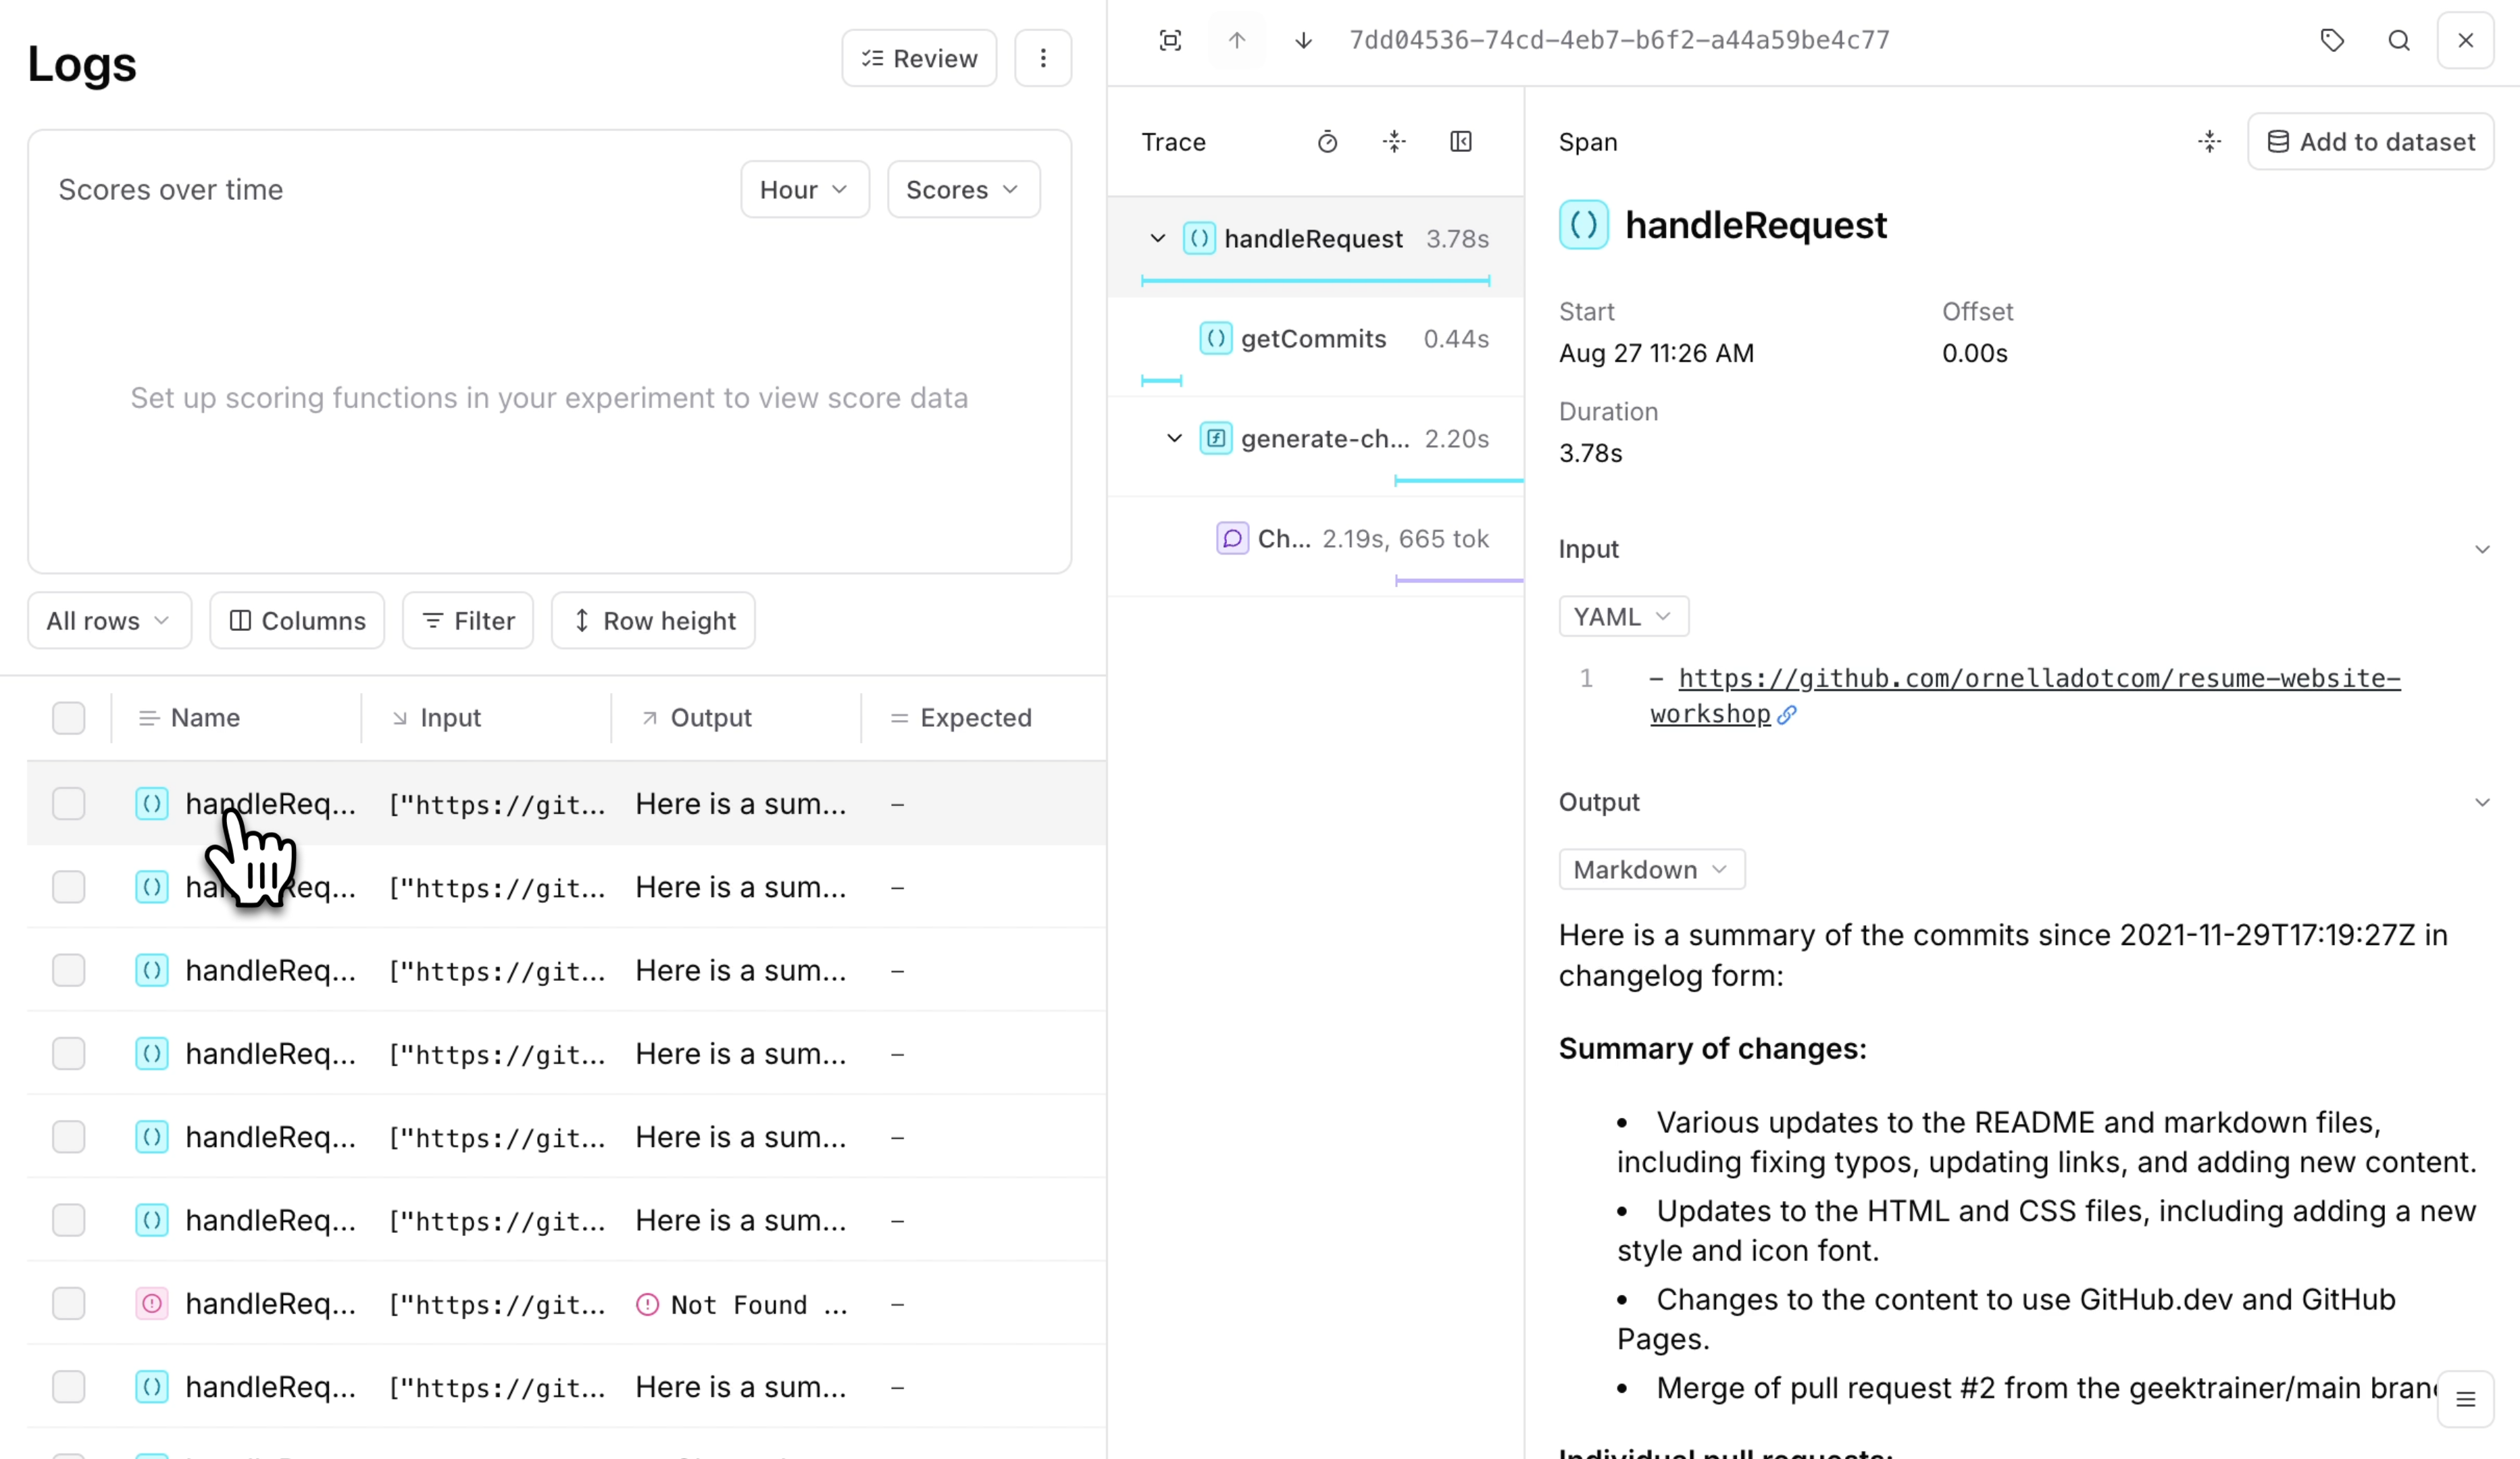 Logs
Review
Scores over time
Hour
Scores
Set up scoring functions in your experiment to view score data
All rows
Columns
Filter
Row height
Name
Input
Output
Expected
handleReq... ["https://git... Here is a sum... –
["https://git... Here is a sum... –
handleReq... ["https://git... Here is a sum... –
handleReq... ["https://git... Here is a sum... –
handleReq... ["https://git... Here is a sum... –
handleReq... ["https://git... Here is a sum... –
handleReq... ["https://git... Not Found ... –
handleReq... ["https://git... Here is a sum... –
7dd04536-74cd-4eb7-b6f2-a44a59be4c77
Trace
handleRequest 3.78s
getCommits 0.44s
generate-ch... 2.20s
Ch... 2.19s, 665 tok
Span
Add to dataset
handleRequest
Start
Offset
Aug 27 11:26 AM
0.00s
Duration
3.78s
Input
YAML
1 – https://github.com/ornelladotcom/resume-website-
workshop
Output
Markdown
Here is a summary of the commits since 2021-11-29T17:19:27Z in
changelog form:
Summary of changes:
• Various updates to the README and markdown files,
including fixing typos, updating links, and adding new content.
• Updates to the HTML and CSS files, including adding a new
style and icon font.
• Changes to the content to use GitHub.dev and GitHub
Pages.
• Merge of pull request #2 from the geektrainer/main
Individual pull requests: